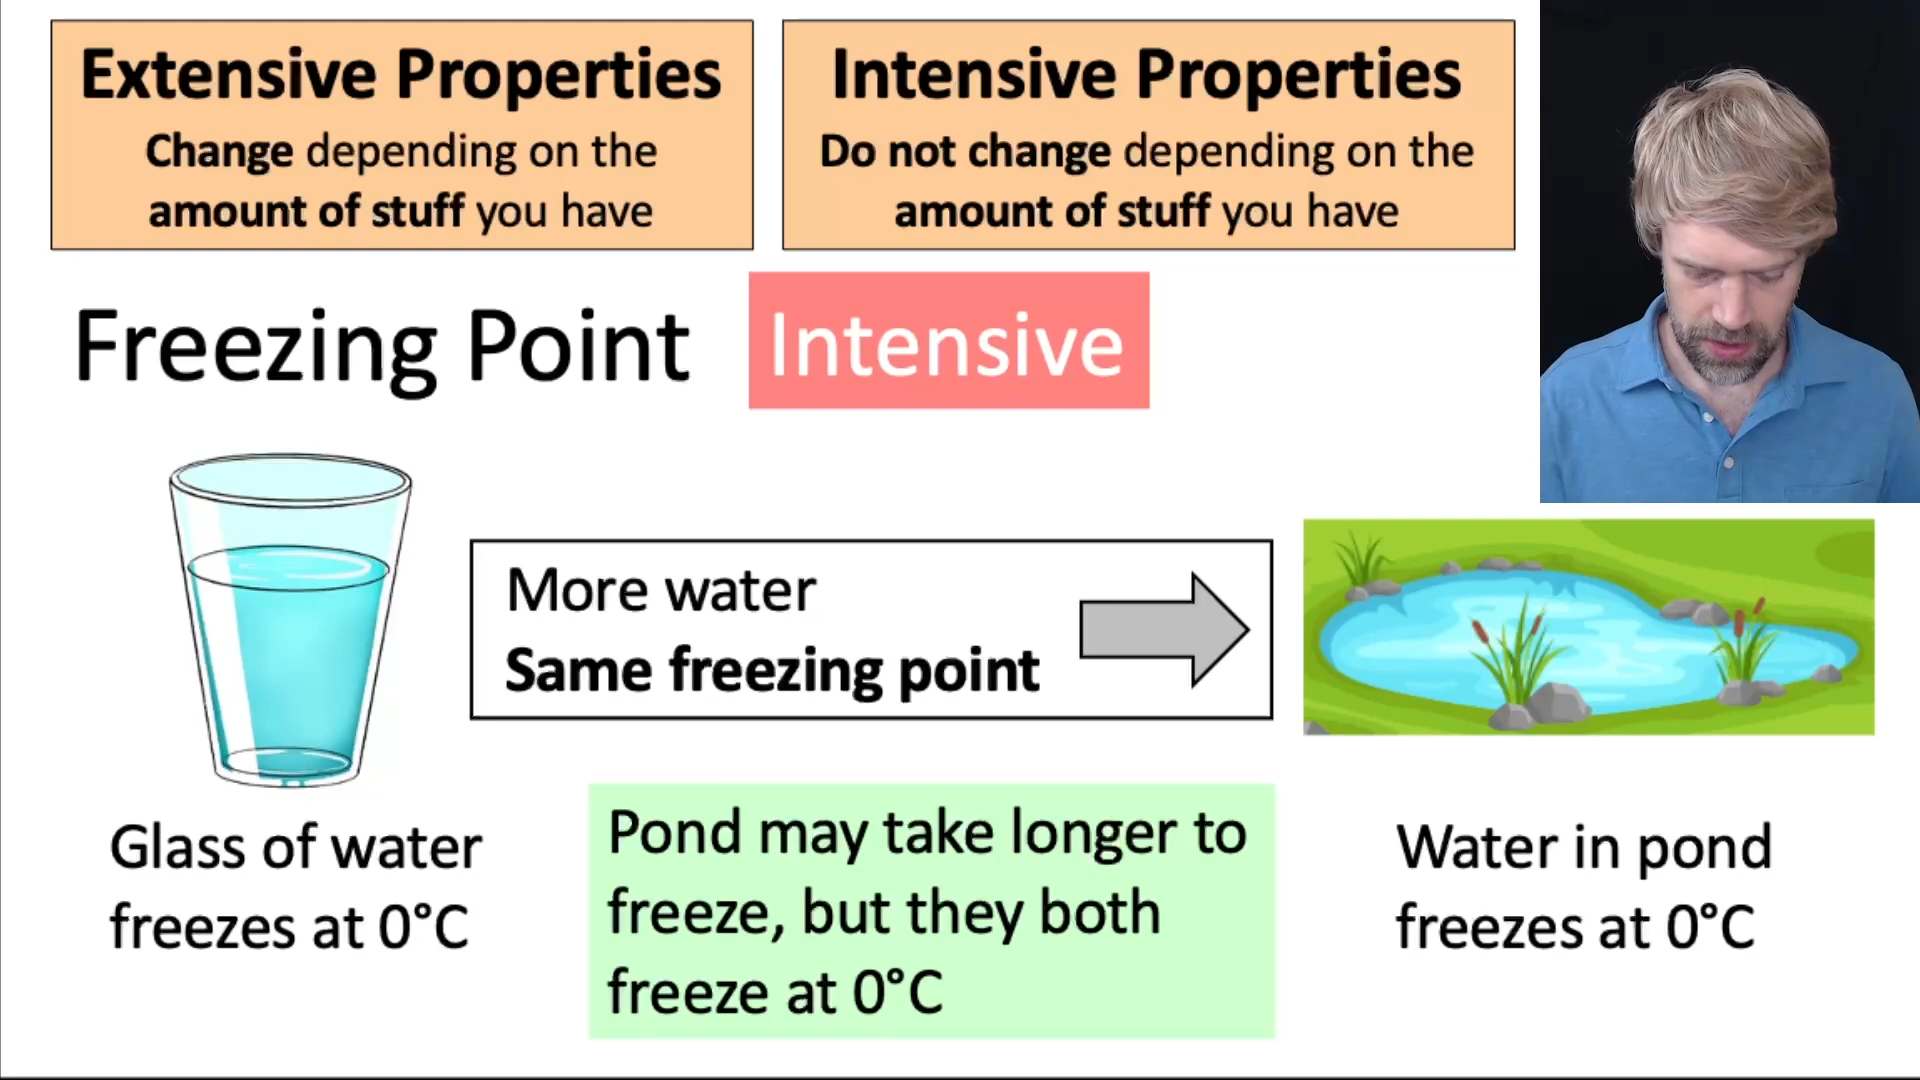 Extensive Properties
Change depending on the
amount of stuff you have
Intensive Properties
Do not change depending on the
amount of stuff you have
Freezing Point
Intensive
More water
Same freezing point
Glass of water
freezes at 0°C
Pond may take longer to
freeze, but they both
freeze at 0°C
Water in pond
freezes at 0°C